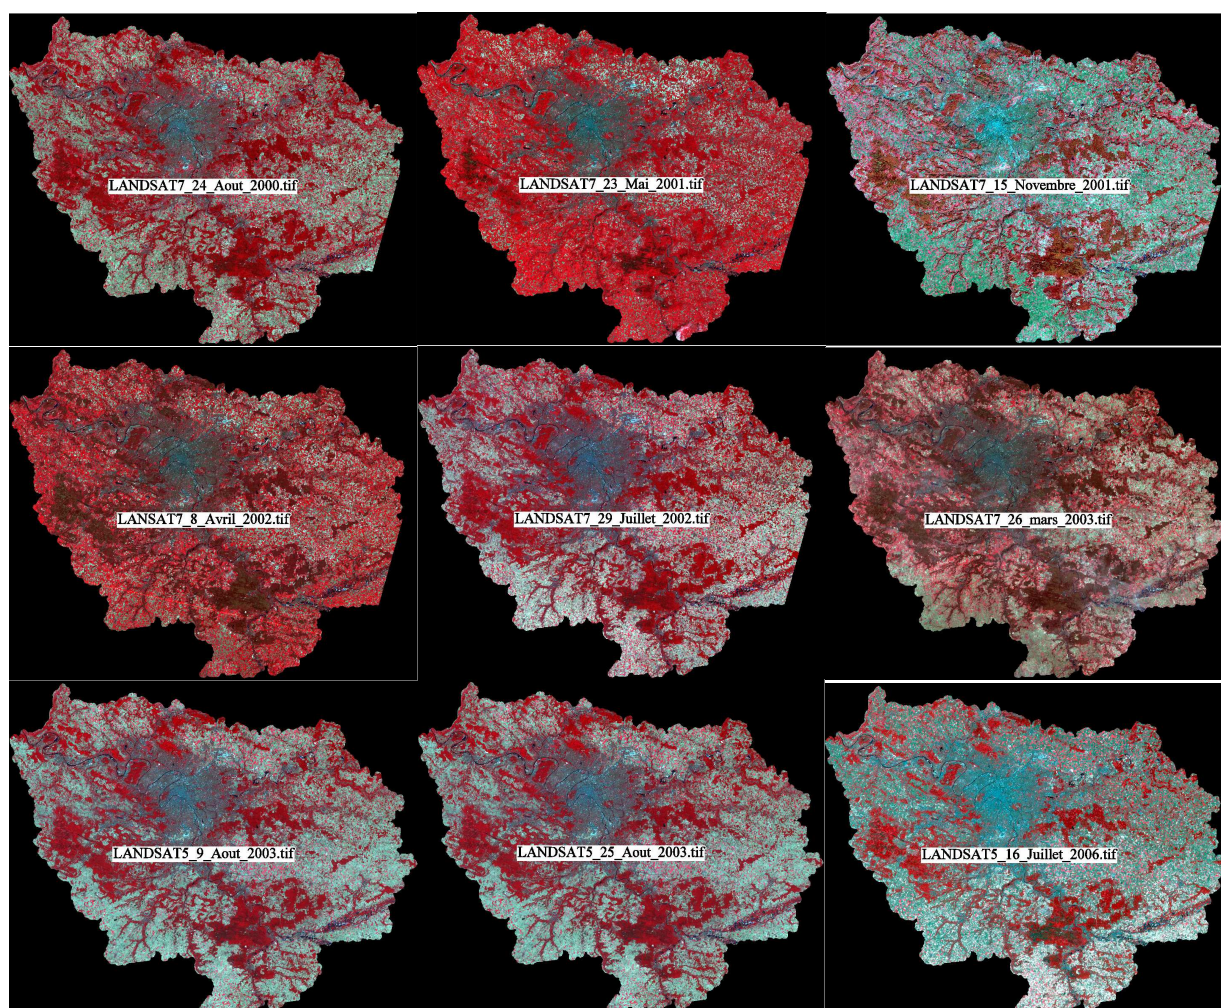 LANDSAT7_24_Aout_2000.tif
LANDSAT7_23_Mai_2001.tif
LANDSAT7_15_Novembre_2001.tif
LANSAT7_8_Avril_2002.tif
LANDSAT7_29_Juillet_2002.tif
LANDSAT7_26_mars_2003.tif
LANDSAT5_9_Aout_2003.tif
LANDSAT5_25_Aout_2003.tif
LANDSAT5_16_Juillet_2006.tif